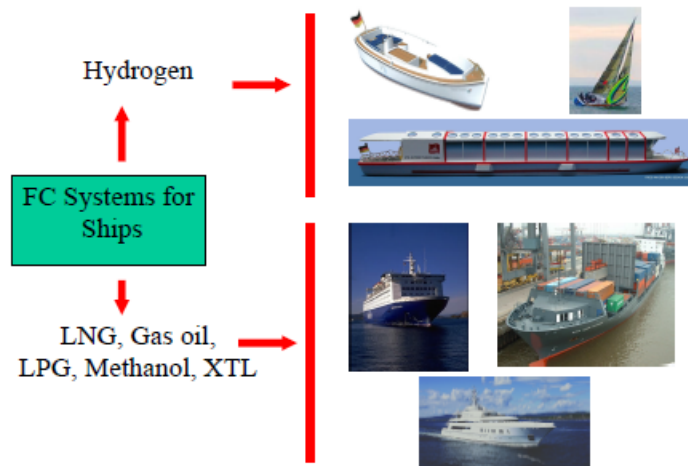 Hydrogen
FC Systems for
Ships
LNG, Gas oil,
LPG, Methanol, XTL